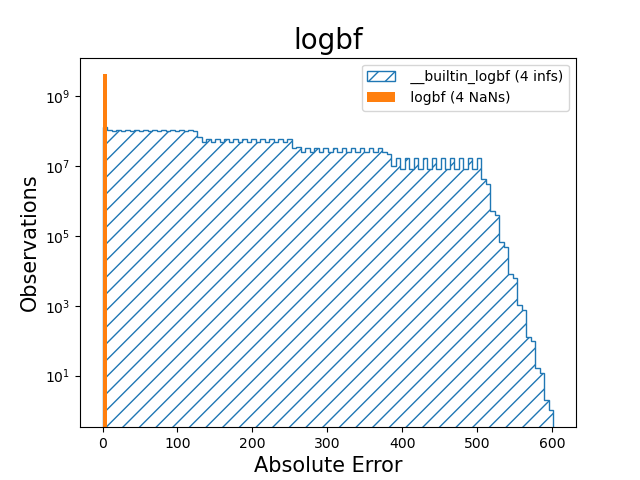 logbf
__builtin_logbf (4 infs)
logbf (4 NaNs)
Observations
10^9
10^7
10^5
10^3
10^1
0 100 200 300 400 500 600
Absolute Error